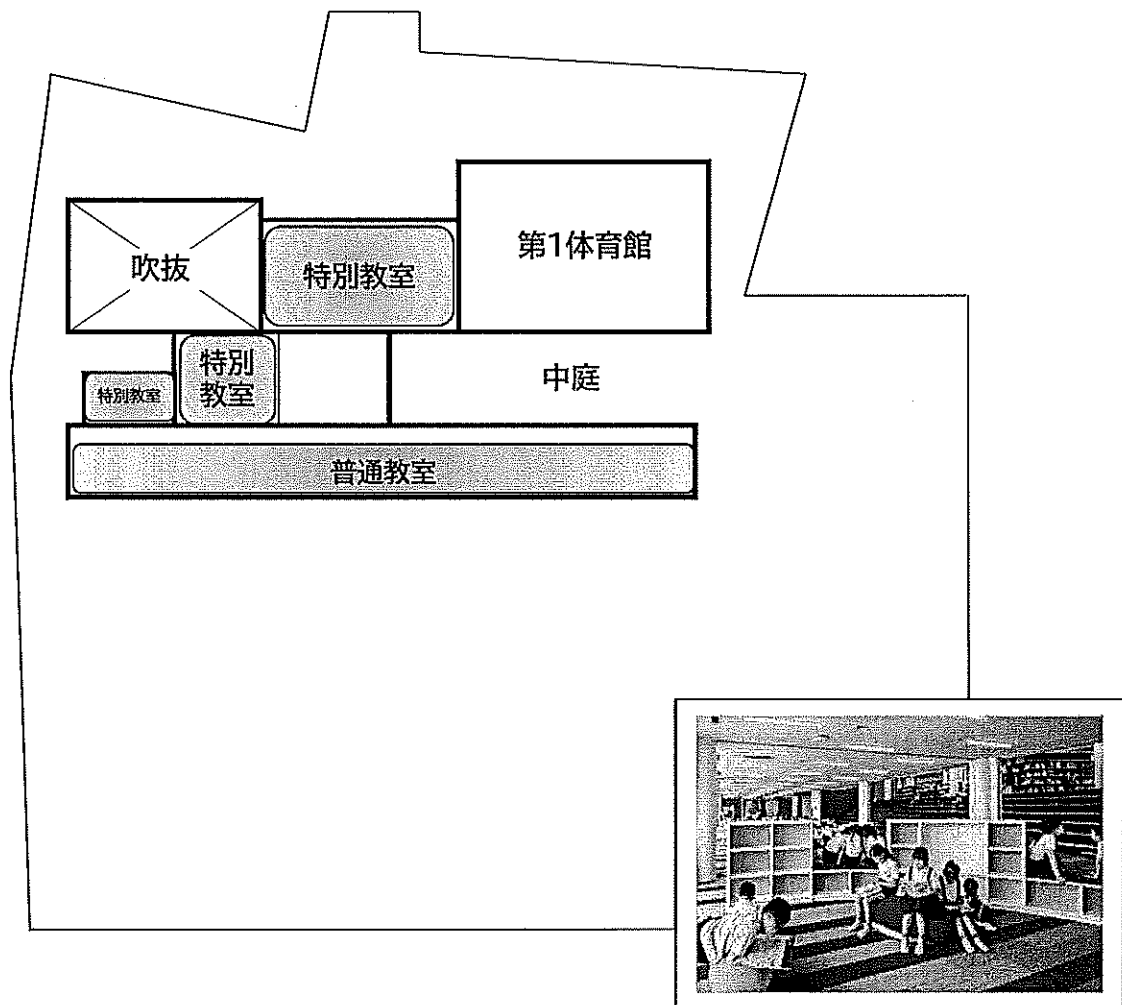 第1体育館
吹抜
特別教室
特別
教室
中庭
特別教室
普通教室